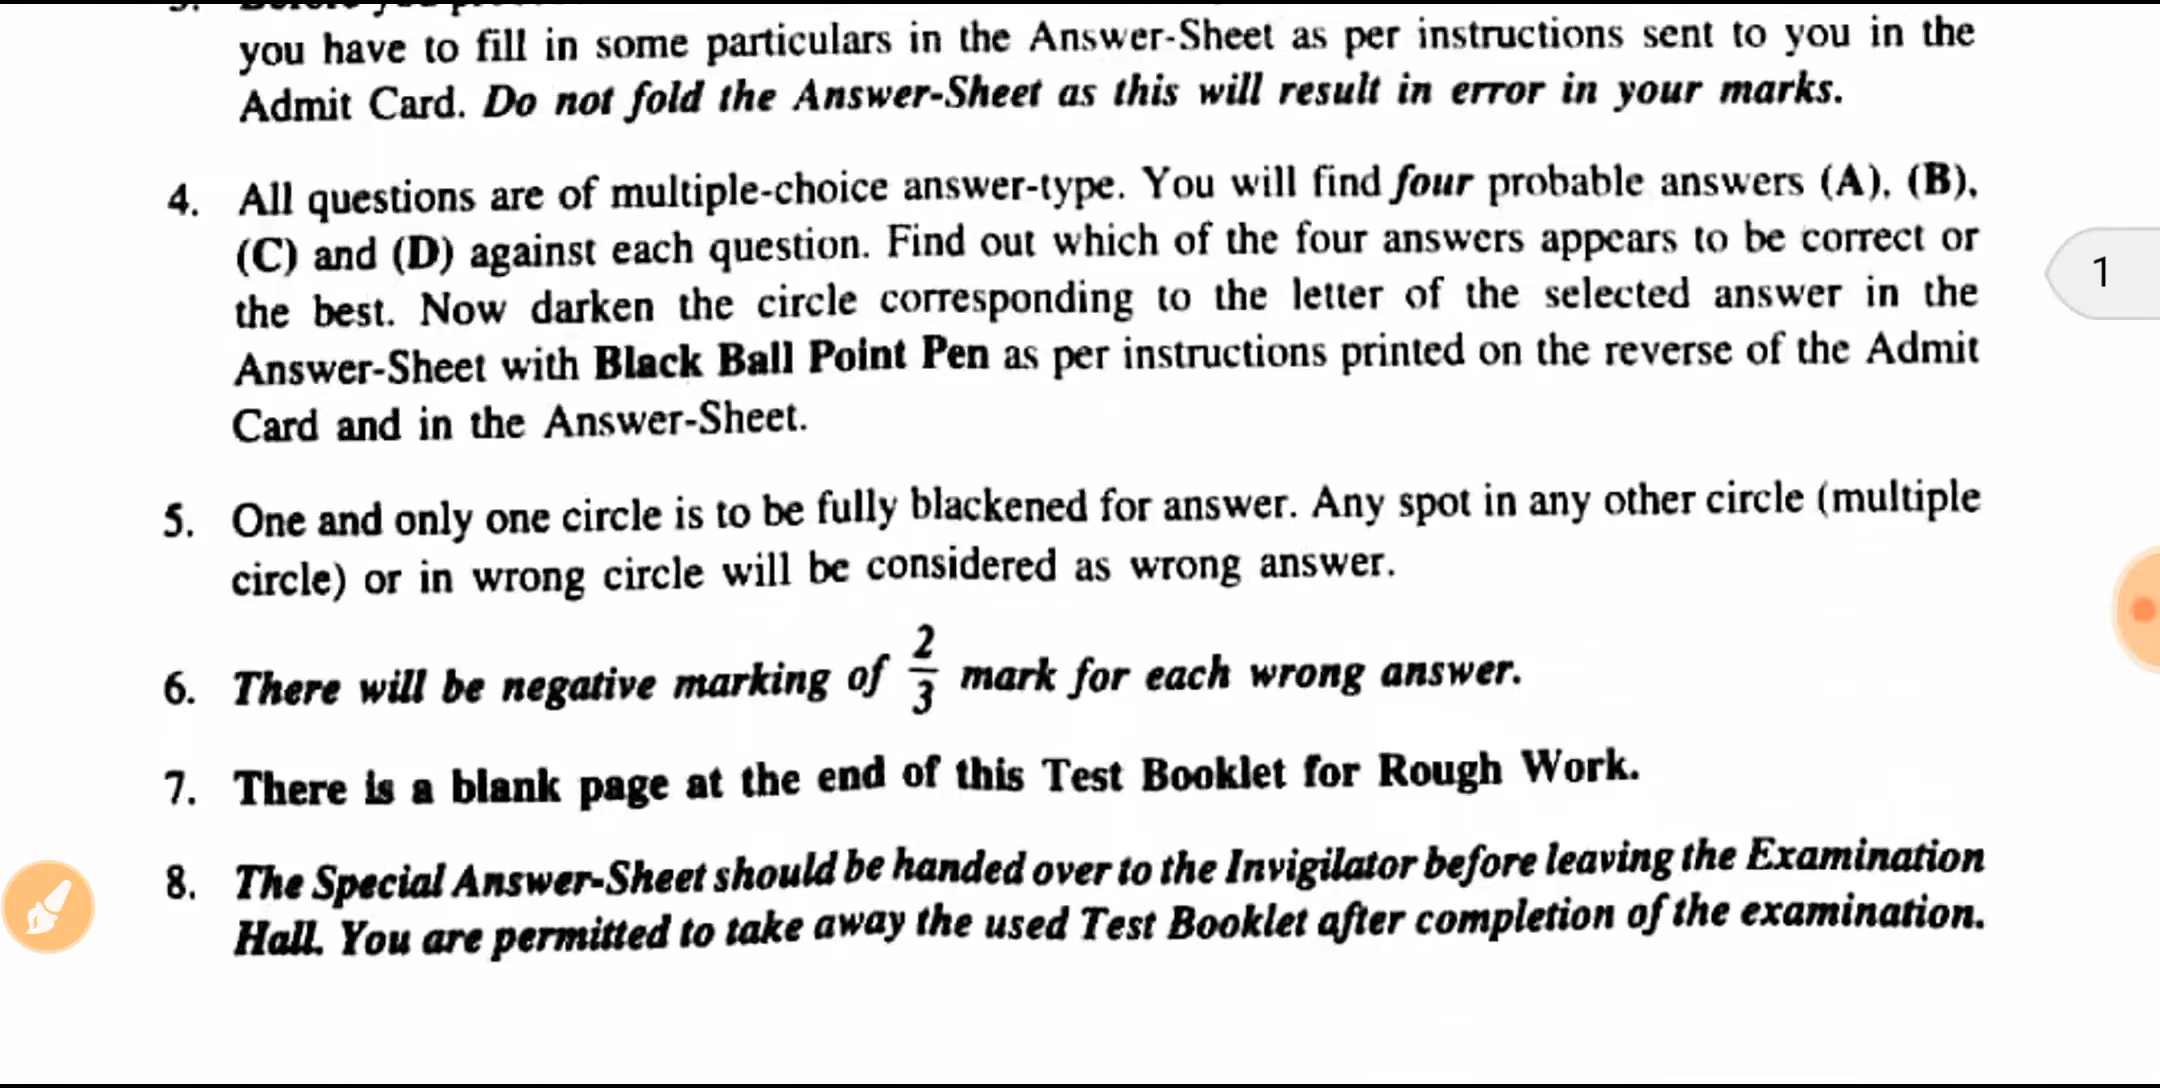 you have to fill in some particulars in the Answer-Sheet as per instructions sent to you in the
Admit Card. Do not fold the Answer-Sheet as this will result in error in your marks.
4. All questions are of multiple-choice answer-type. You will find four probable answers (A), (B),
(C) and (D) against each question. Find out which of the four answers appears to be correct or
the best. Now darken the circle corresponding to the letter of the selected answer in the
Answer-Sheet with Black Ball Point Pen as per instructions printed on the reverse of the Admit
Card and in the Answer-Sheet.
1
5. One and only one circle is to be fully blackened for answer. Any spot in any other circle (multiple
circle) or in wrong circle will be considered as wrong answer.
6. There will be negative marking of 2/3 mark for each wrong answer.
7. There is a blank page at the end of this Test Booklet for Rough Work.
8. The Special Answer-Sheet should be handed over to the Invigilator before leaving the Examination
Hall. You are permitted to take away the used Test Booklet after completion of the examination.